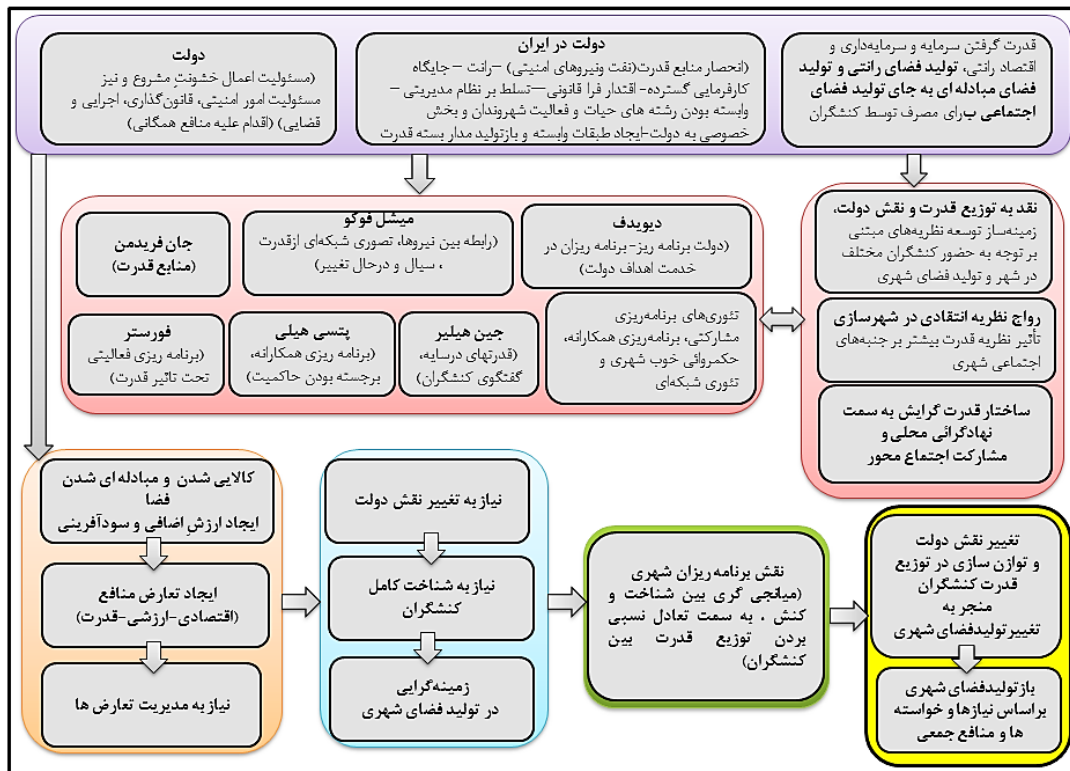 قدرت گرفتن سرمایه و سرمایه‌داری و
اقتصاد رانتی، تولید فضای رانتی و تولید
فضای مبادله‌ای به جای تولید فضای
اجتماعی برای مصرف توسط کنشگران
دولت در ایران
(انحصار منابع قدرت(نفت ونیروهای امنیتی) –رانت – جایگاه
کارفرمایی گسترده- اقتدار فرا قانونی—تسلط بر نظام مدیریتی –
وابسته بودن رشته های حیات و فعالیت شهروندان و بخش
خصوصی به دولت-ایجاد طبقات وابسته و بازتولید مدار بسته قدرت
دولت
(مسئولیت اعمال خشونتِ مشروع و نیز
مسئولیت امور امنیتی، قانون‌گذاری، اجرایی و
قضایی) (اقدام علیه منافع همگانی)
نقد به توزیع قدرت و نقش دولت،
زمینه‌ساز توسعه نظریه‌های مبتنی
بر توجه به حضور کنشگران مختلف
در شهر و تولید فضای شهری
رواج نظریه انتقادی در شهرسازی
تأثیر نظریه قدرت بیشتر بر جنبه‌های
اجتماعی شهری
ساختار قدرت گرایش به سمت
نهادگرائی محلی و
مشارکت اجتماع محور
دیویدف
(دولت برنامه ریز- برنامه ریزان در
خدمت اهداف دولت)
میشل فوکو
(رابطه بین نیروها، تصوری شبکه‌ای ازقدرت
، سیال و درحال تغییر)
جان فریدمن
(منابع قدرت)
تئوری‌های برنامه‌ریزی
مشارکتی، برنامه‌ریزی همکارانه،
حکمروائی خوب شهری و
تئوری شبکه‌ای
جین هیلیر
(قدرتهای درسایه،
گفتگوی کنشگران)
پتسی هیلی
(برنامه ریزی همکارانه،
برجسته بودن حاکمیت)
فورستر
(برنامه ریزی فعالیتی
تحت تاثیر قدرت)
کالایی شدن و مبادله ای شدن
فضا
ایجاد ارزشِ اضافی و سودآفرینی
ایجاد تعارض منافع
(اقتصادی-ارزشی-قدرت)
نیاز به مدیریت تعارض ها
نیاز به تغییر نقش دولت
نیاز به شناخت کامل
کنشگران
زمینه‌گرایی
در تولید فضای شهری
نقش برنامه ریزان شهری
(میانجی گری بین شناخت و
کنش ، به سمت تعادل نسبی
بردن توزیع قدرت بین
کنشگران)
تغییر نقش دولت
و توازن سازی در توزیع
قدرت کنشگران
منجر به
تغییرتولیدفضای شهری
بازتولیدفضای شهری
براساس نیازها و خواسته
ها و منافع جمعی